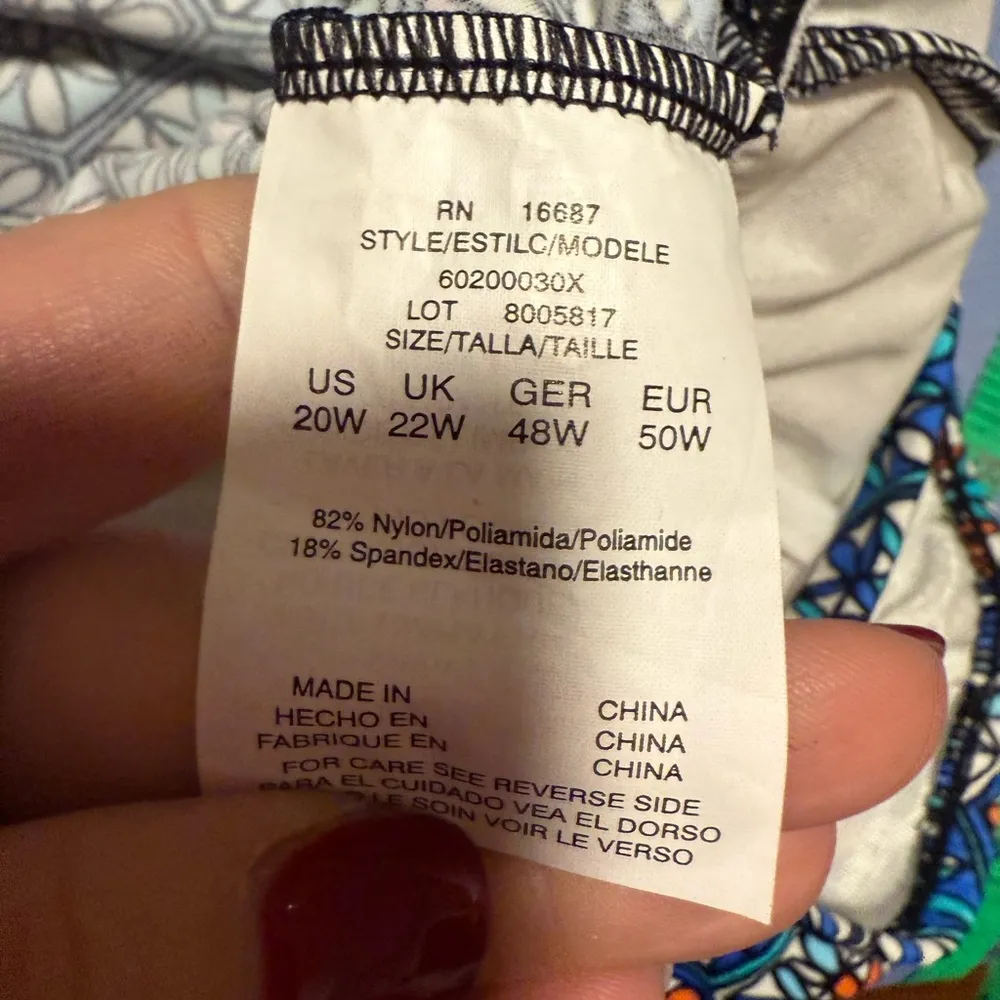 RN 16687
STYLE/ESTILO/MODELE
60200030X
LOT 8005817
SIZE/TALLA/TAILLE
US UK GER EUR
20W 22W 48W 50W
82% Nylon/Poliamida/Poliamide
18% Spandex/Elastano/Elasthanne
MADE IN CHINA
HECHO EN CHINA
FABRIQUE EN CHINA
FOR CARE SEE REVERSE SIDE
PARA EL CUIDADO VEA EL DORSO
LE SOIN VOIR LE VERSO